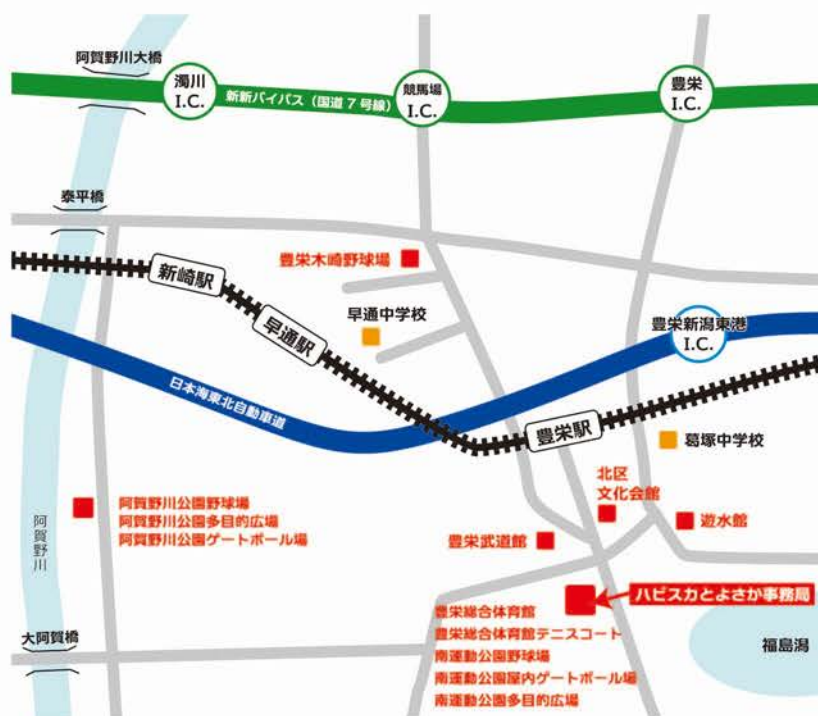 阿賀野川大橋
濁川
I.C.
新新バイパス（国道7号線）
競馬場
I.C.
豊栄
I.C.
泰平橋
新崎駅
豊栄木崎野球場
早通駅
早通中学校
豊栄新潟東港
I.C.
日本海東北自動車道
豊栄駅
葛塚中学校
北区
文化会館
阿賀野川公園野球場
阿賀野川公園多目的広場
阿賀野川公園ゲートボール場
阿賀野川
豊栄武道館
遊水館
ハピスカとよさか事務局
豊栄総合体育館
豊栄総合体育館テニスコート
南運動公園野球場
南運動公園屋内ゲートボール場
南運動公園多目的広場
大阿賀橋
福島潟